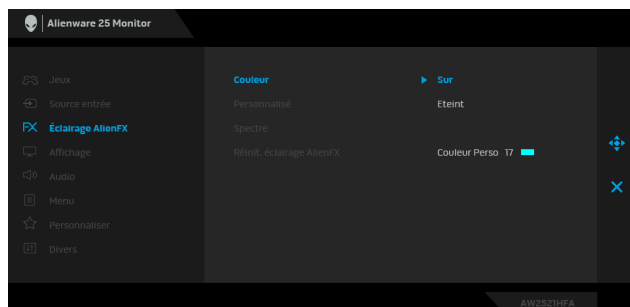 Alienware 25 Monitor
Jeux
Source entrée
FX Éclairage AlienFX
Affichage
Audio
Menu
Personnaliser
Divers
Couleur
Personnalisé
Spectre
Réinit. éclairage AlienFX
Sur
Eteint
Couleur Perso 17
AW2521HFA